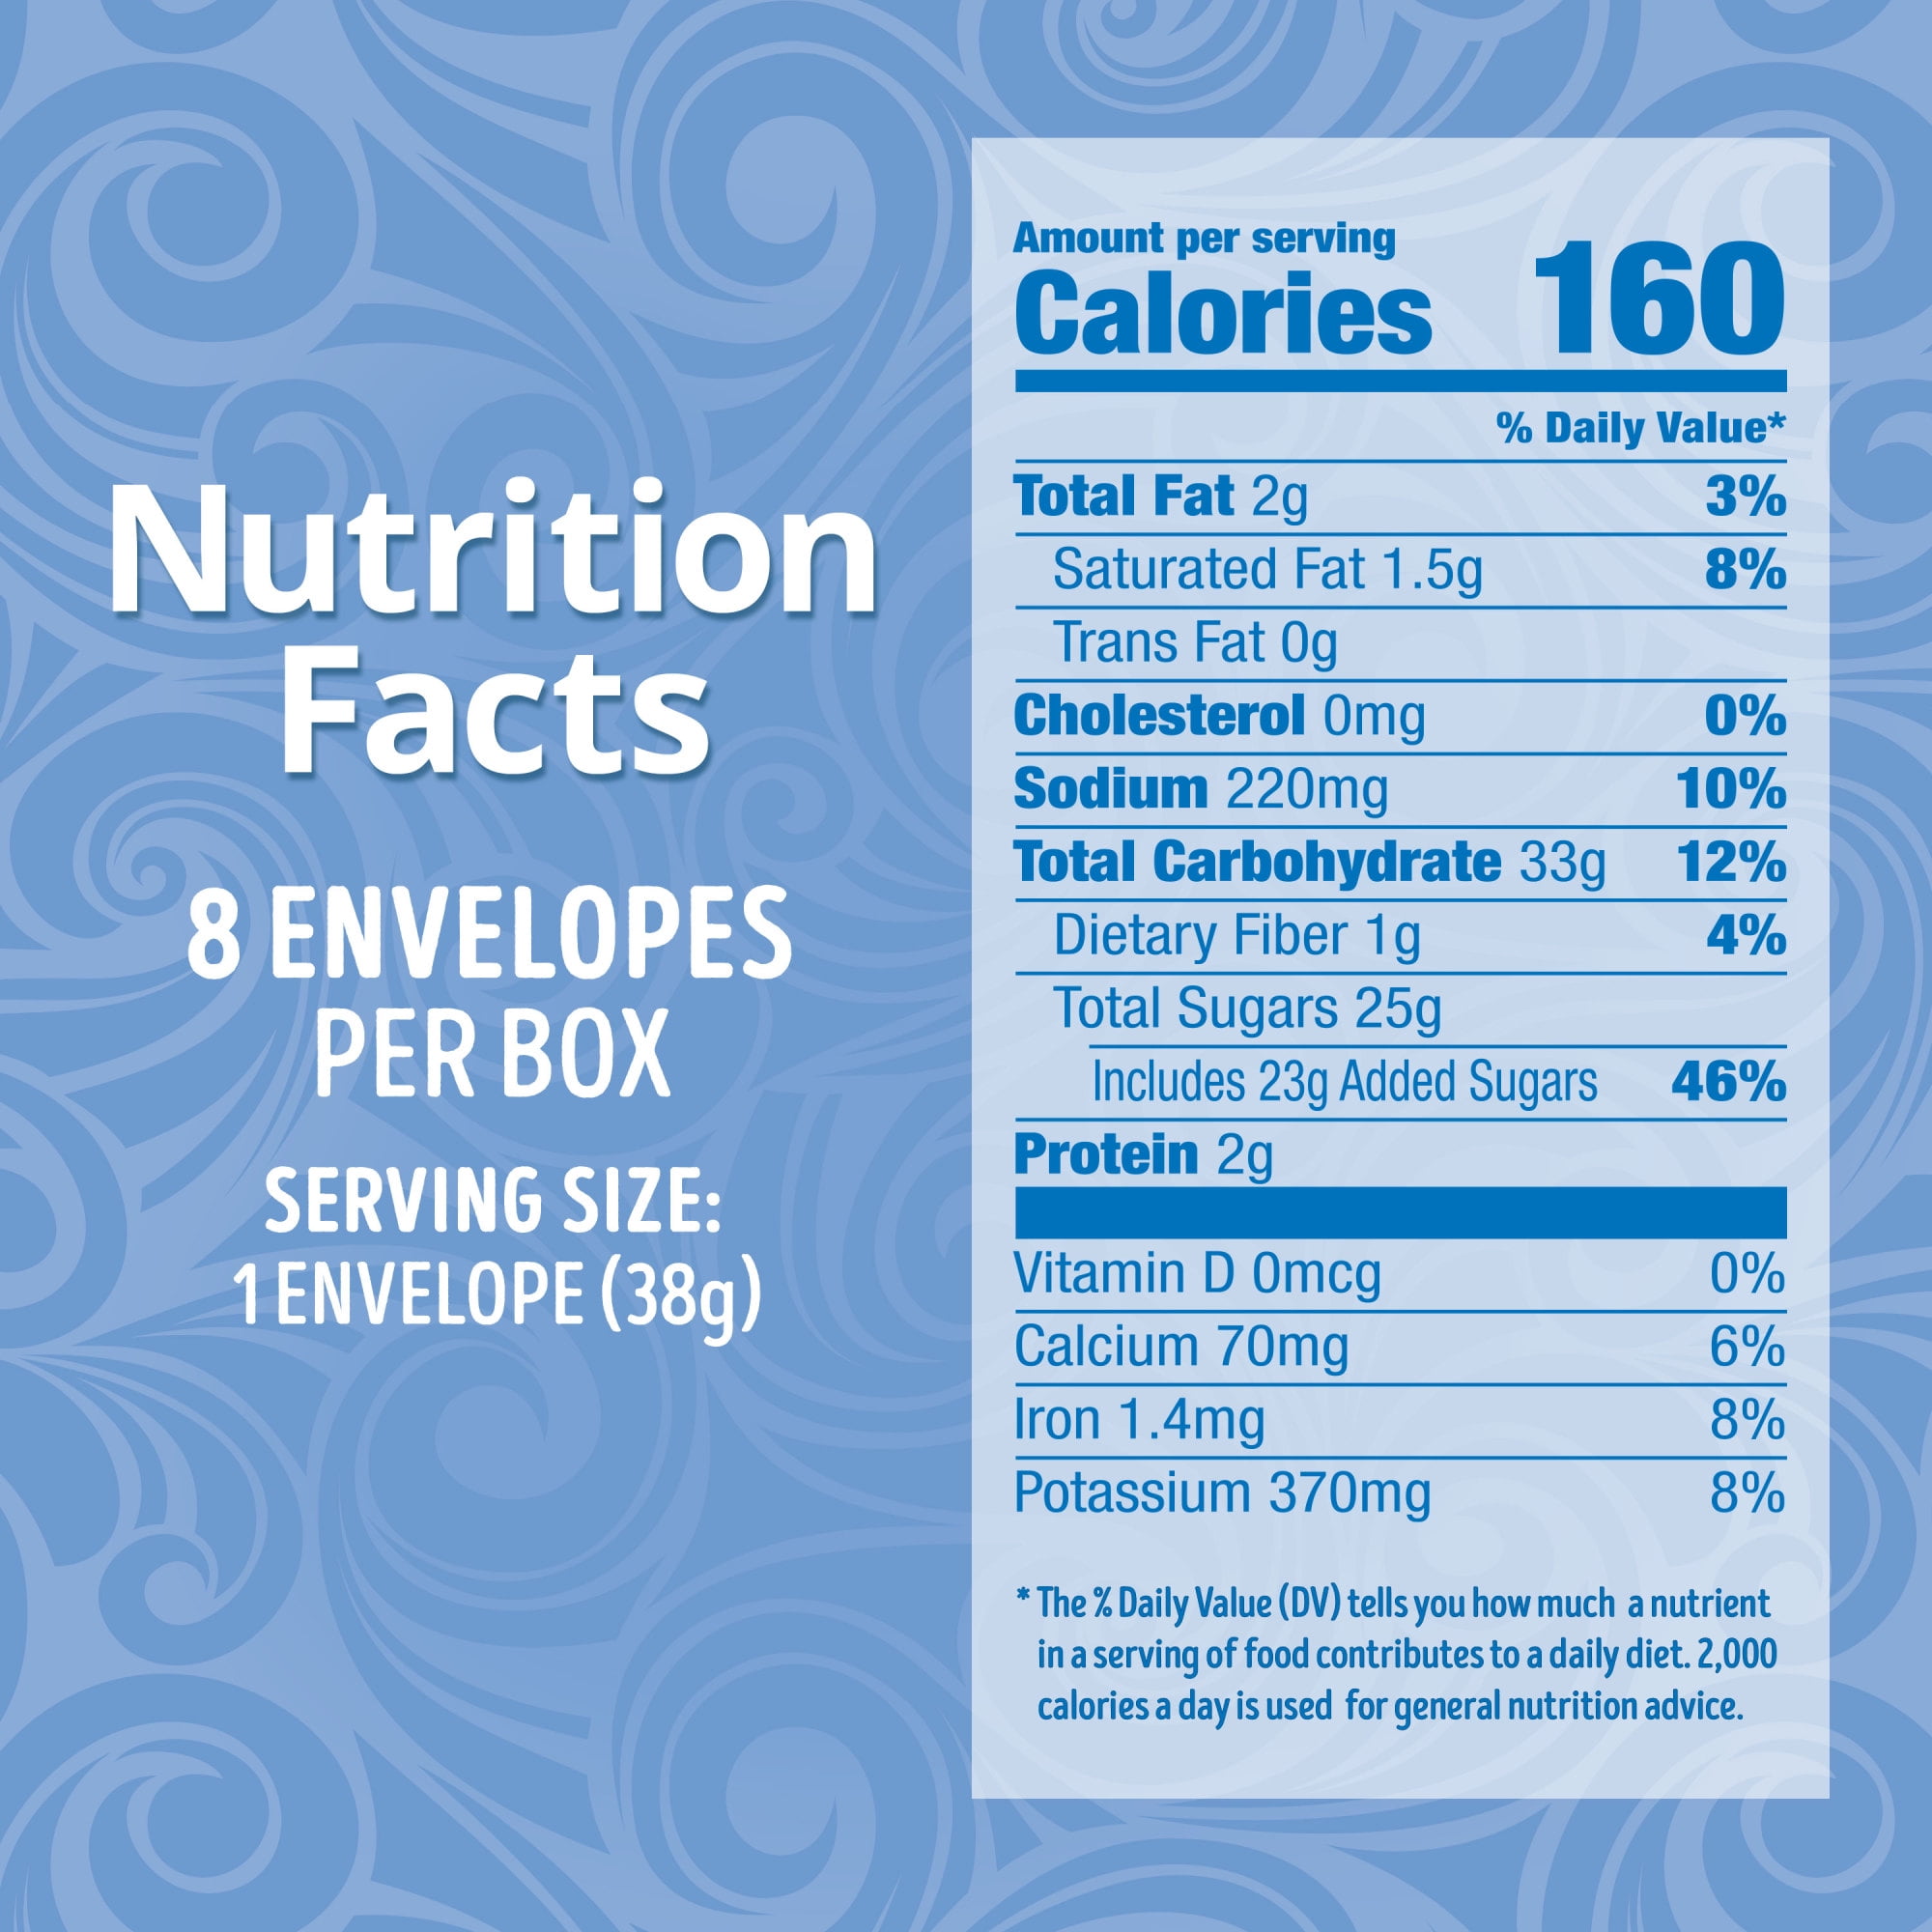 Nutrition
Facts
8 ENVELOPES
PER BOX
SERVING SIZE:
1 ENVELOPE (38g)
Amount per serving
Calories 160
% Daily Value*
Total Fat 2g 3%
Saturated Fat 1.5g 8%
Trans Fat 0g
Cholesterol 0mg 0%
Sodium 220mg 10%
Total Carbohydrate 33g 12%
Dietary Fiber 1g 4%
Total Sugars 25g
Includes 23g Added Sugars 46%
Protein 2g
Vitamin D 0mcg 0%
Calcium 70mg 6%
Iron 1.4mg 8%
Potassium 370mg 8%
* The % Daily Value (DV) tells you how much a nutrient
in a serving of food contributes to a daily diet. 2,000
calories a day is used for general nutrition advice.